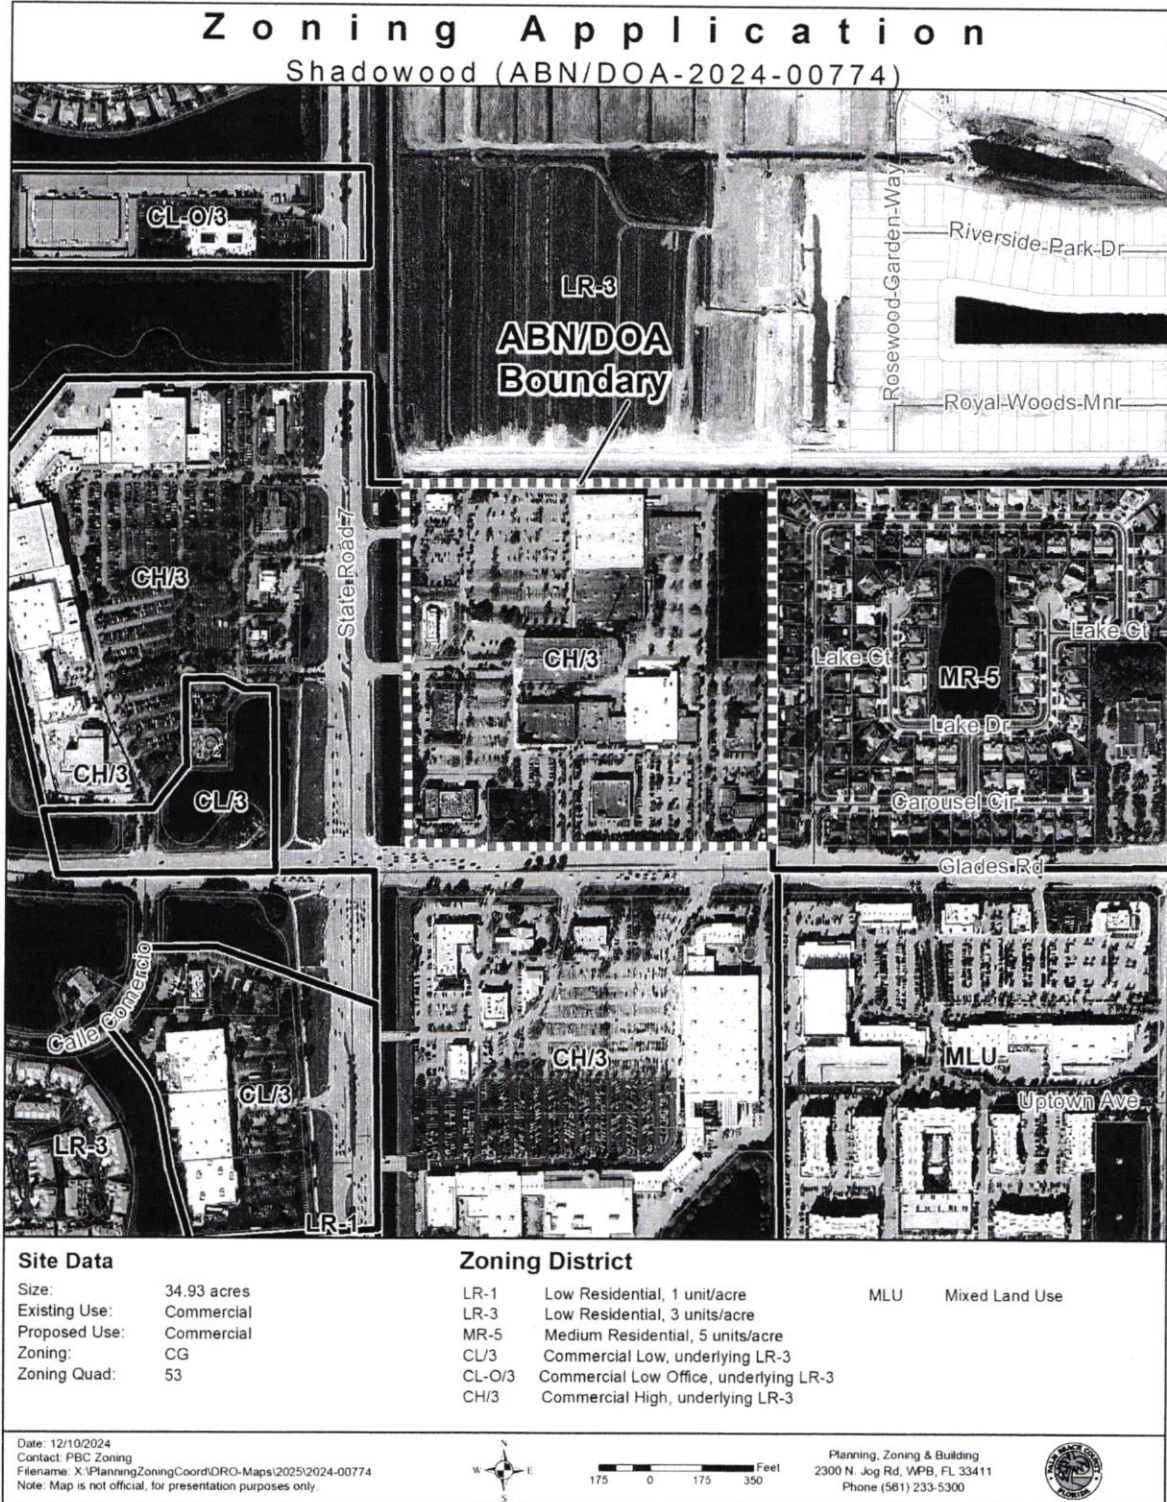 Zoning Application
Shadowood (ABN/DOA-2024-00774)
CL-O/3
Rosewood-Garden-Way
Riverside-Park-Dr
LR-3
ABN/DOA
Boundary
Royal-Woods-Mnr
State Road 7
CH/3
CH/3
Lake Ct
Lake Ct
MR-5
Lake Dr
CH/3
CL/3
Carousel Cir
Glades Rd
Calle Comercio
CH/3
MLU
CL/3
Uptown Ave
LR-3
LR-1
Site Data
Size: 34.93 acres
Existing Use: Commercial
Proposed Use: Commercial
Zoning: CG
Zoning Quad: 53
Zoning District
LR-1 Low Residential, 1 unit/acre
LR-3 Low Residential, 3 units/acre
MR-5 Medium Residential, 5 units/acre
CL/3 Commercial Low, underlying LR-3
CL-O/3 Commercial Low Office, underlying LR-3
CH/3 Commercial High, underlying LR-3
MLU Mixed Land Use
Date: 12/10/2024
Contact: PBC Zoning
Filename: X:\PlanningZoningCoord\DRO-Maps\2025\2024-00774
Note: Map is not official, for presentation purposes only.
N
W E
S
Feet
175 0 175 350
Planning, Zoning & Building
2300 N. Jog Rd, WPB, FL 33411
Phone (561) 233-5300
PALM BEACH COUNTY
FLORIDA